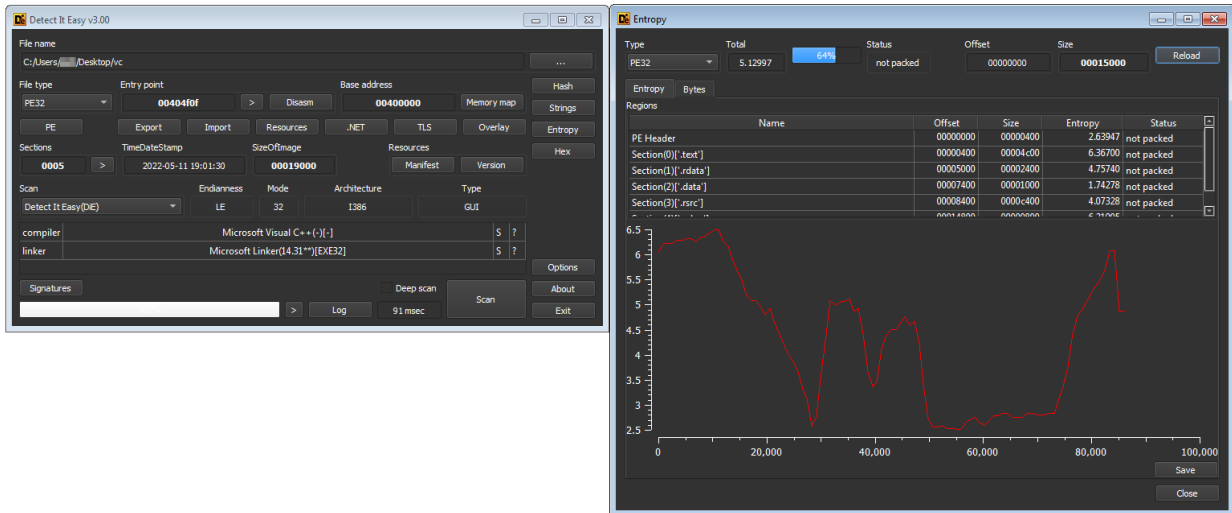 Detect It Easy v3.00
File name
C:/Users/ /Desktop/vc
...
File type Entry point Base address
PE32 00404f0f > Disasm 00400000 Memory map
PE Export Import Resources .NET TLS Overlay
Sections TimeDateStamp SizeOfImage Resources
0005 > 2022-05-11 19:01:30 00019000 Manifest Version
Scan Endianness Mode Architecture Type
Detect It Easy(DiE) LE 32 I386 GUI
compiler Microsoft Visual C++(-)[-] S ?
linker Microsoft Linker(14.31**)[EXE32] S ?
Signatures Deep scan
> Log 91 msec Scan
Hash
Strings
Entropy
Hex
Options
About
Exit
Entropy
Type Total Status Offset Size
PE32 5.12997 64% not packed 00000000 00015000 Reload
Entropy Bytes
Regions
Name Offset Size Entropy Status
PE Header 00000000 00000400 2.63947 not packed
Section(0)['.text'] 00000400 00004c00 6.36700 not packed
Section(1)['.rdata'] 00005000 00002400 4.75740 not packed
Section(2)['.data'] 00007400 00001000 1.74278 not packed
Section(3)['.rsrc'] 00008400 0000c400 4.07328 not packed
6.5
6
5.5
5
4.5
4
3.5
3
2.5
0 20,000 40,000 60,000 80,000 100,000
Save
Close